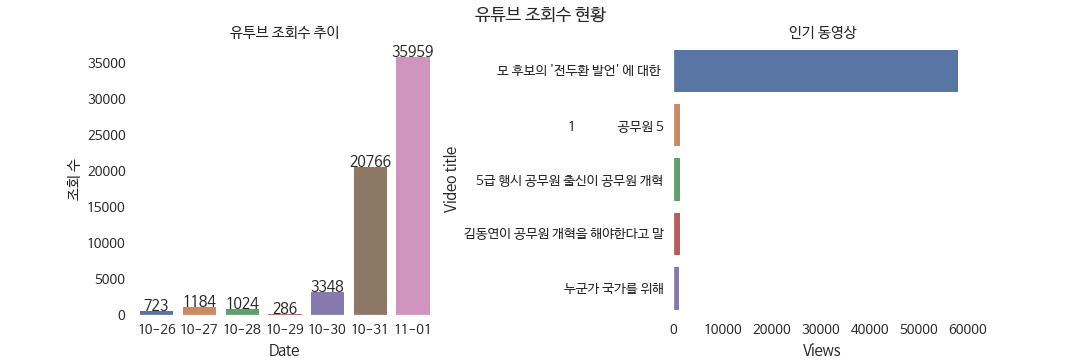 유튜브 조회수 현황
유투브 조회수 추이
조회 수
35000
30000
25000
20000
15000
10000
5000
0
723
1184
1024
286
3348
20766
35959
10-26 10-27 10-28 10-29 10-30 10-31 11-01
Date
인기 동영상
Video title
모 후보의 '전두환 발언' 에 대한
1 공무원 5
5급 행시 공무원 출신이 공무원 개혁
김동연이 공무원 개혁을 해야한다고 말
누군가 국가를 위해
0 10000 20000 30000 40000 50000 60000
Views